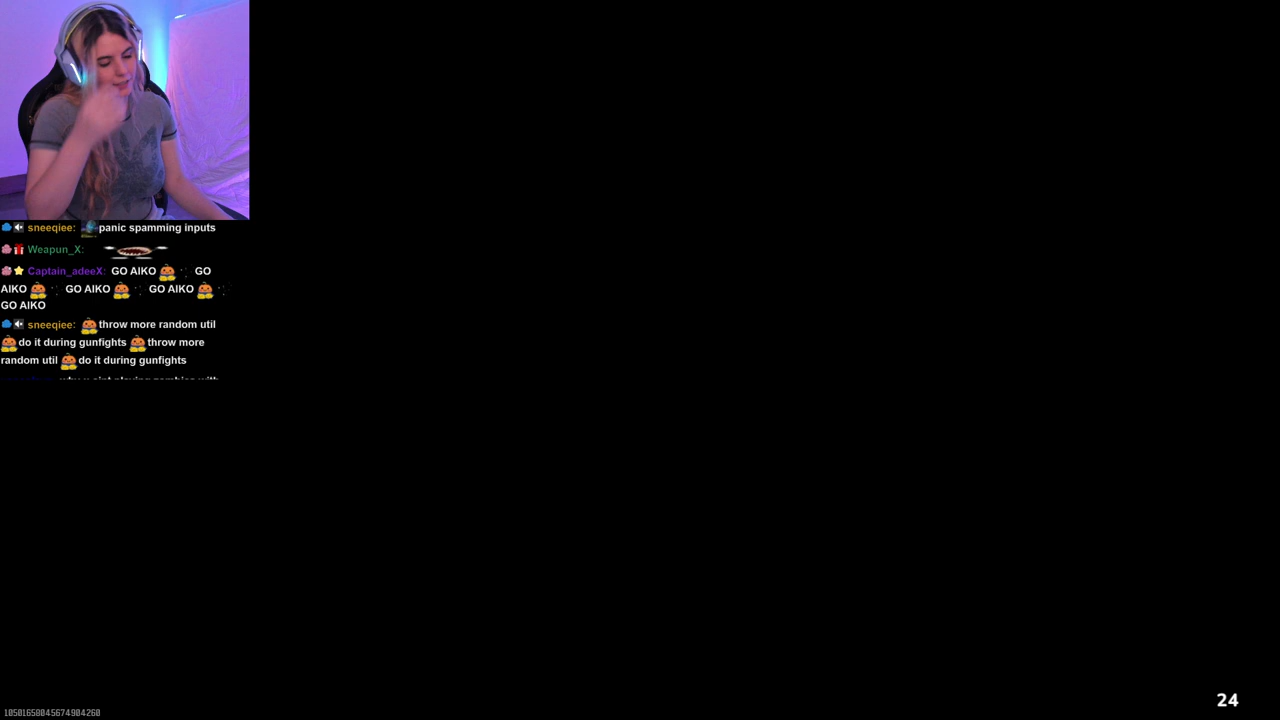 sneeqiee: panic spamming inputs
Weapun_X:
Captain_adeeX: GO AIKO GO
AIKO GO AIKO GO AIKO
GO AIKO
sneeqiee: throw more random util
do it during gunfights throw more
random util do it during gunfights
24
10501658045674904260